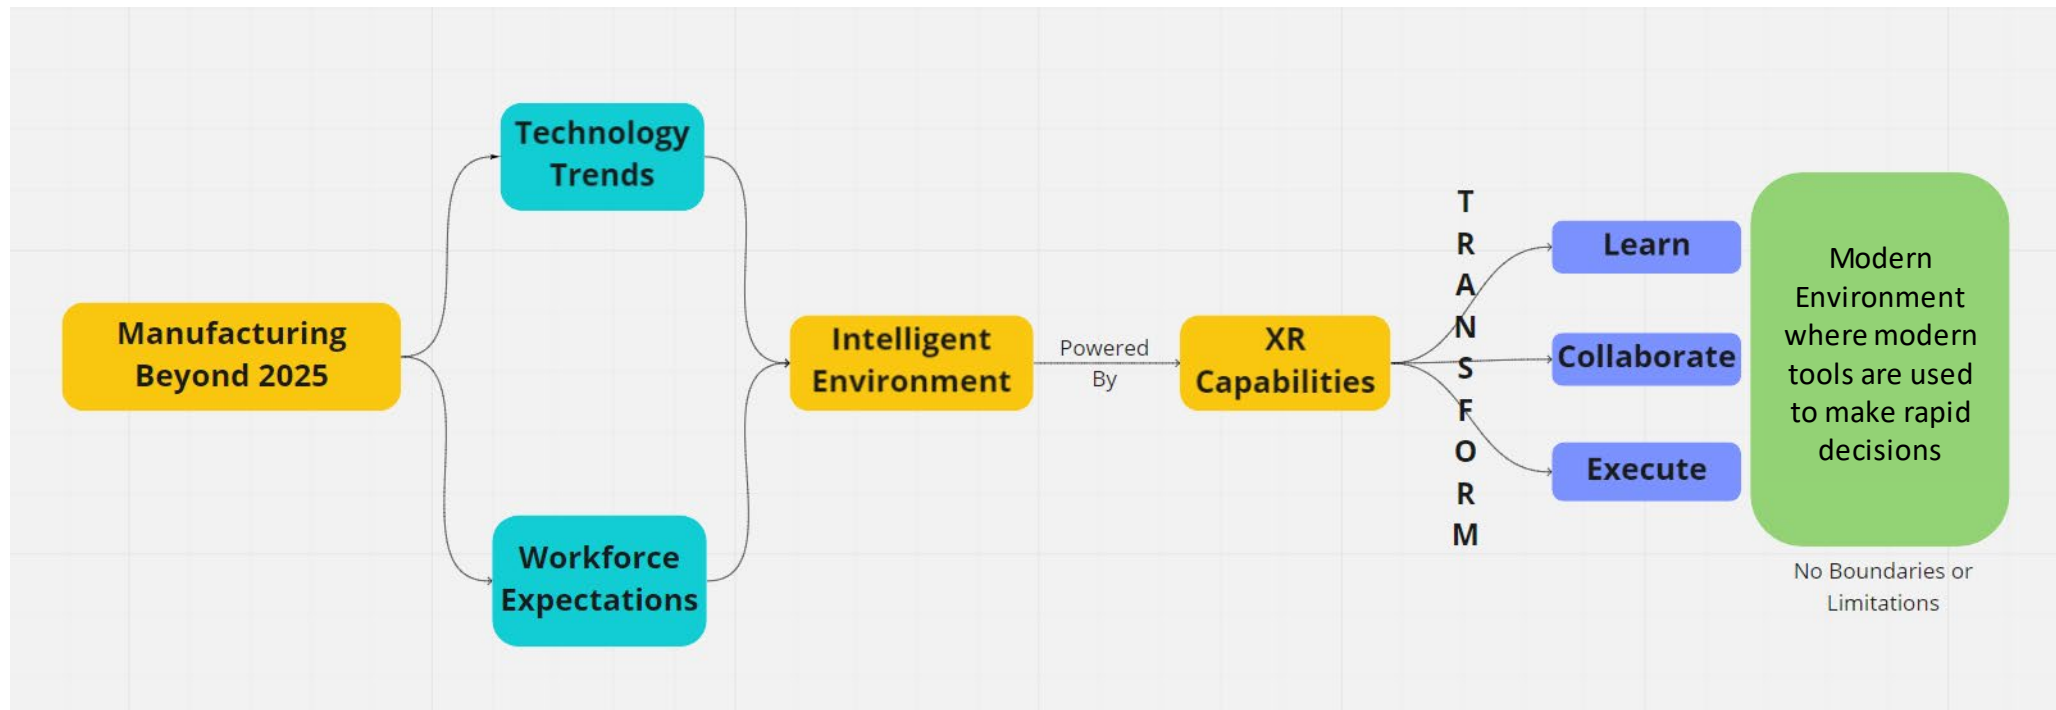 Manufacturing
Beyond 2025
Technology
Trends
Workforce
Expectations
Intelligent
Environment
Powered
By
XR
Capabilities
T
R
A
N
S
F
O
R
M
Learn
Collaborate
Execute
Modern
Environment
where modern
tools are used
to make rapid
decisions
No Boundaries or
Limitations